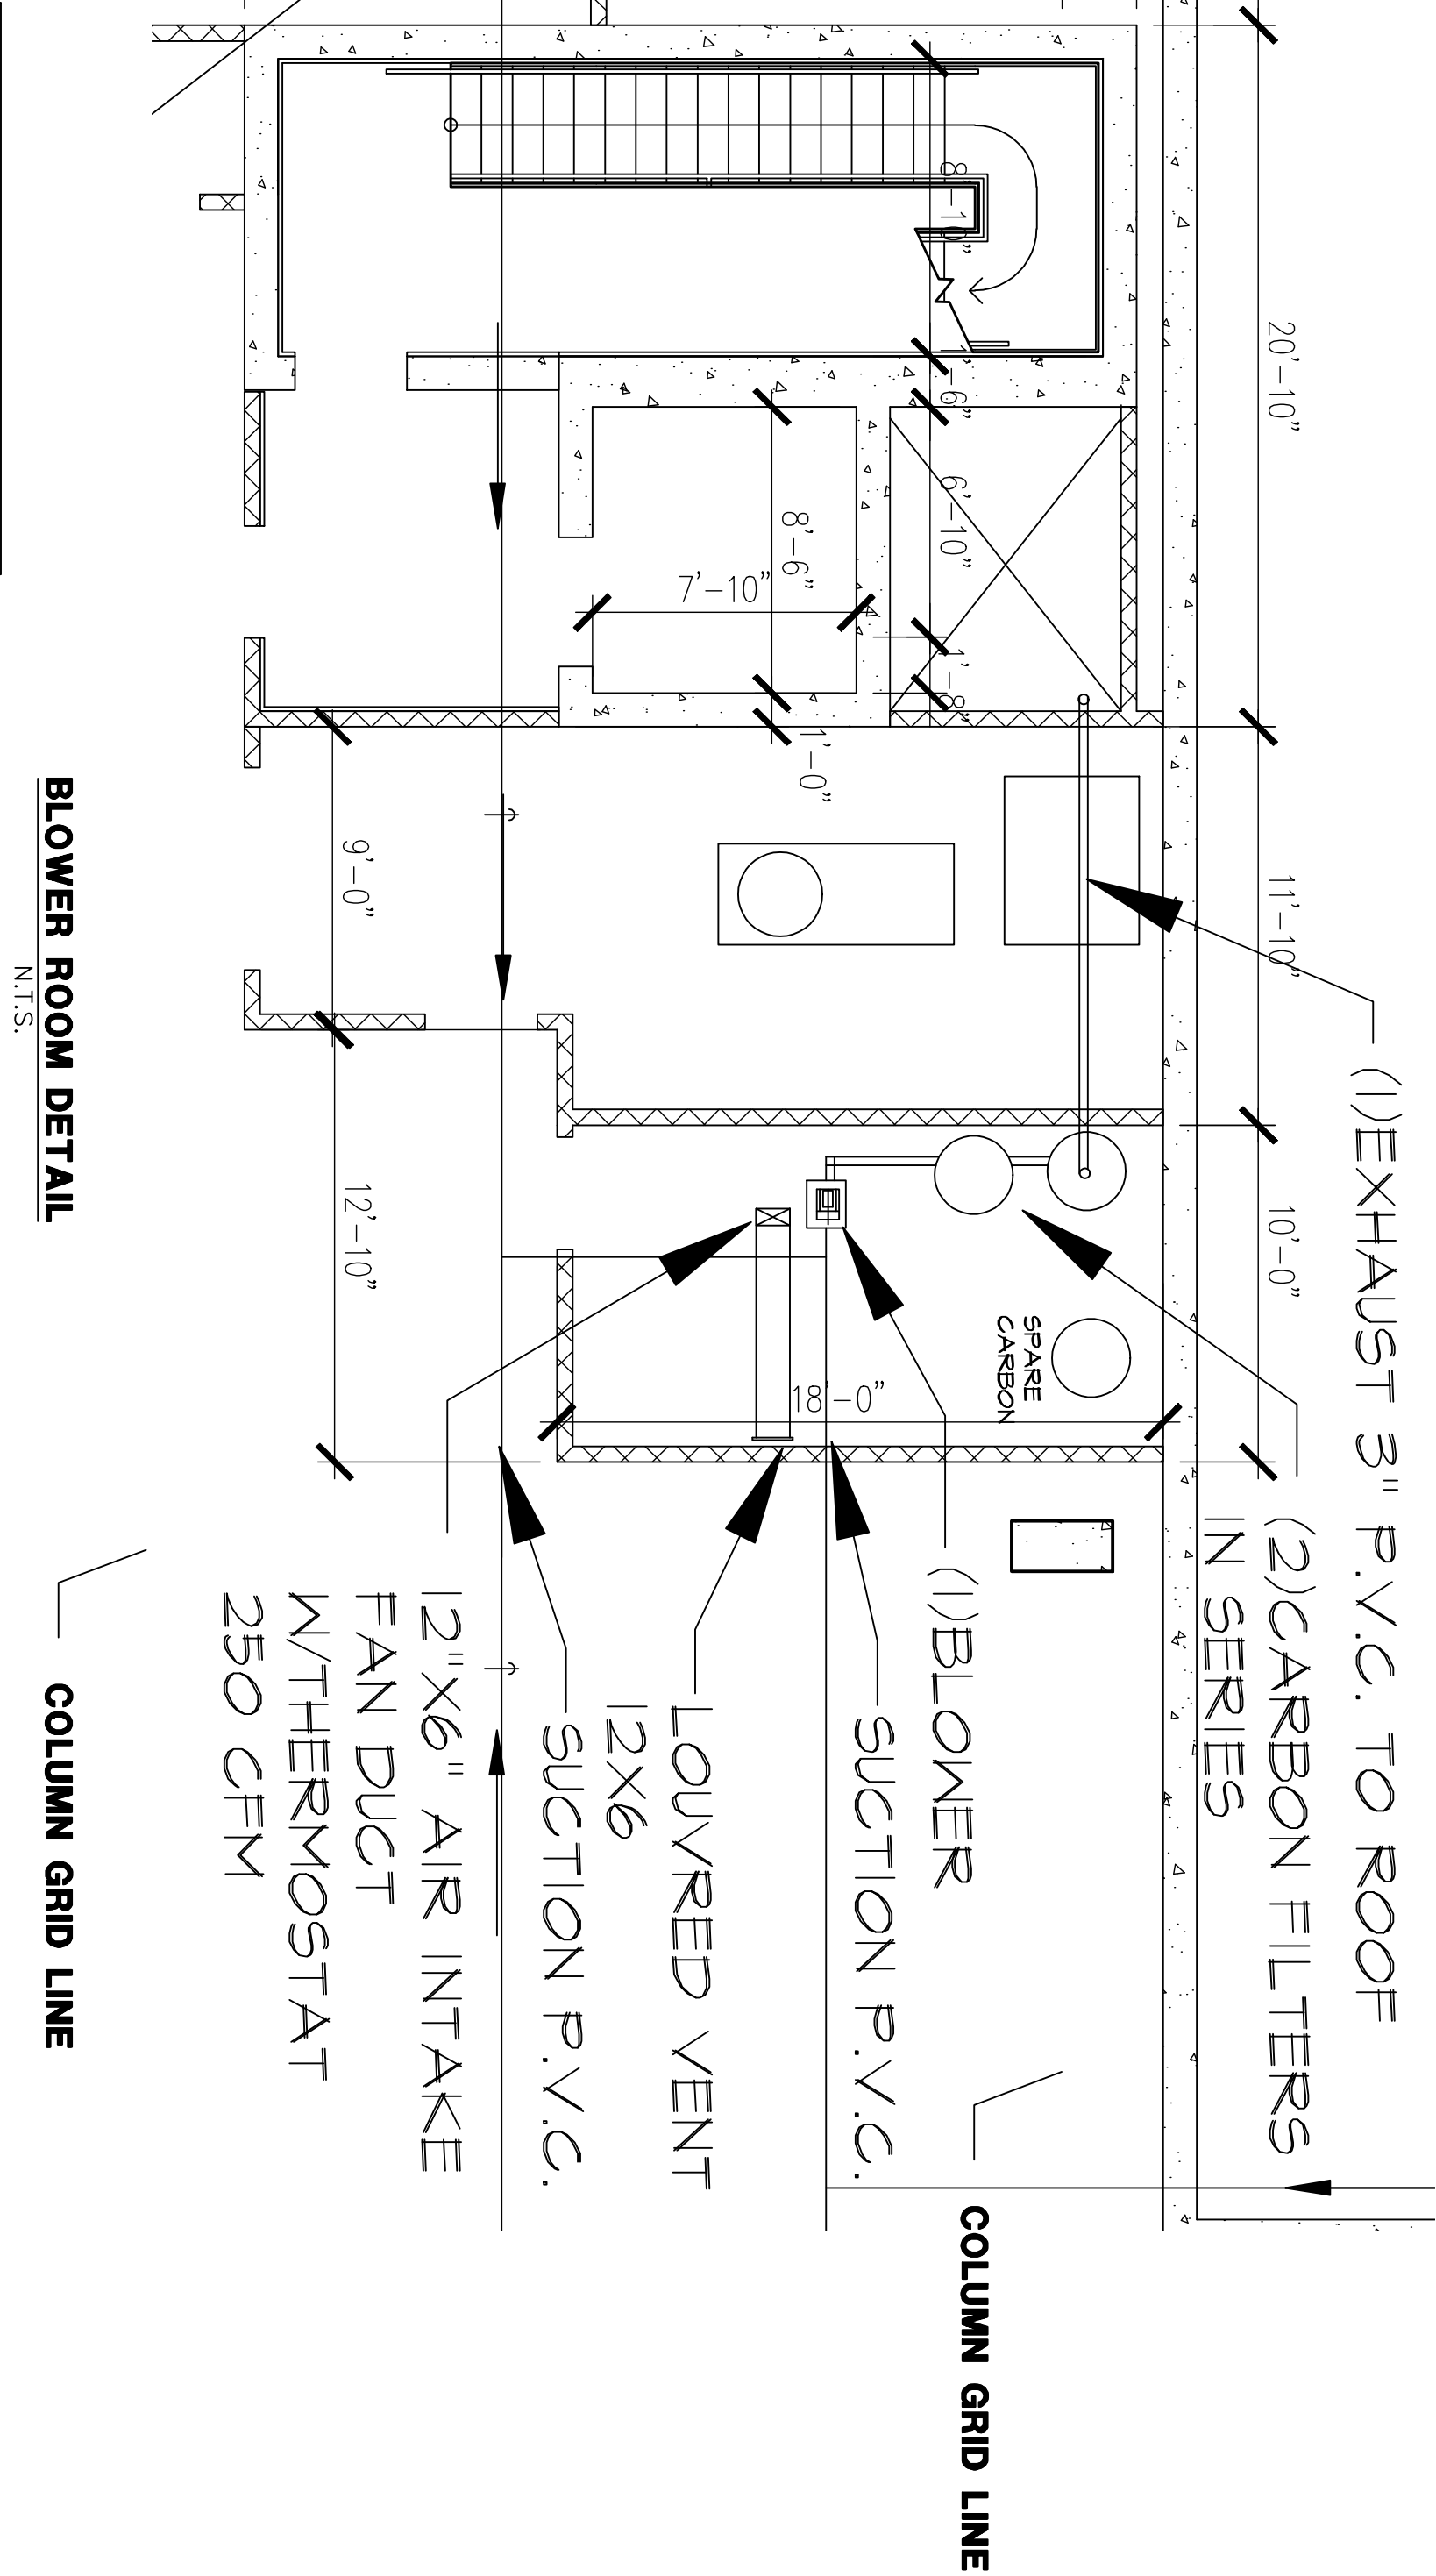 (1)EXHAUST 3" P.V.C. TO ROOF
(2)CARBON FILTERS
IN SERIES
20'-10"
11'-10"
10'-0"
SPARE
CARBON
8'-10"
1'-6"
6'-10"
1'-8"
(1)BLOWER
COLUMN GRID LINE
SUCTION P.V.C.
8'-6"
1'-0"
7'-10"
18'-0"
LOUVRED VENT
12X6
SUCTION P.V.C.
12"X6" AIR INTAKE
FAN DUCT
W/THERMOSTAT
250 CFM
9'-0"
12'-10"
BLOWER ROOM DETAIL
N.T.S.
COLUMN GRID LINE